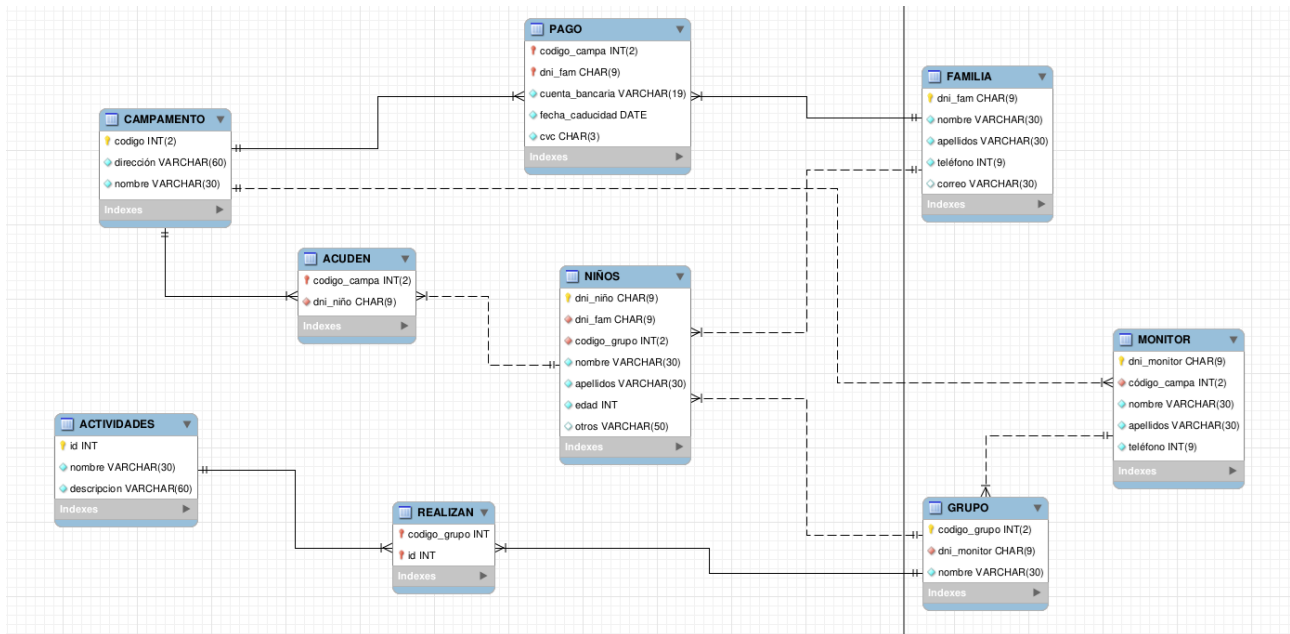 PAGO
codigo_campa INT(2)
dni_fam CHAR(9)
cuenta_bancaria VARCHAR(19)
fecha_caducidad DATE
cvc CHAR(3)
Indexes
FAMILIA
dni_fam CHAR(9)
nombre VARCHAR(30)
apellidos VARCHAR(30)
teléfono INT(9)
correo VARCHAR(30)
Indexes
CAMPAMENTO
codigo INT(2)
dirección VARCHAR(60)
nombre VARCHAR(30)
Indexes
ACUDEN
codigo_campa INT(2)
dni_niño CHAR(9)
Indexes
NIÑOS
dni_niño CHAR(9)
dni_fam CHAR(9)
codigo_grupo INT(2)
nombre VARCHAR(30)
apellidos VARCHAR(30)
edad INT
otros VARCHAR(50)
Indexes
MONITOR
dni_monitor CHAR(9)
código_campa INT(2)
nombre VARCHAR(30)
apellidos VARCHAR(30)
teléfono INT(9)
Indexes
ACTIVIDADES
id INT
nombre VARCHAR(30)
descripcion VARCHAR(60)
Indexes
REALIZAN
codigo_grupo INT
id INT
Indexes
GRUPO
codigo_grupo INT(2)
dni_monitor CHAR(9)
nombre VARCHAR(30)
Indexes